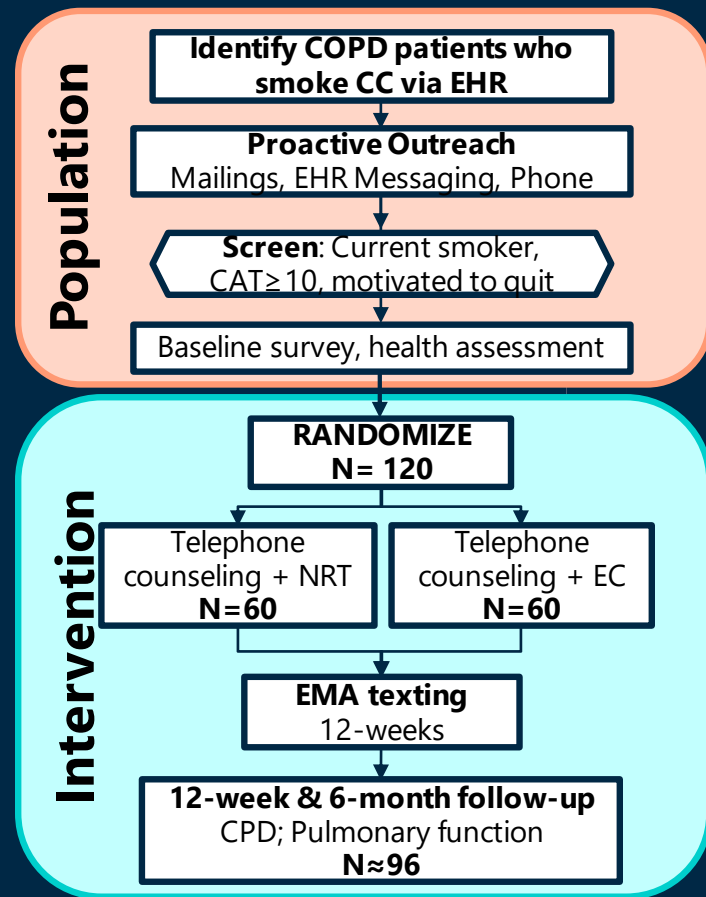 Population
Identify COPD patients who
smoke CC via EHR
Proactive Outreach
Mailings, EHR Messaging, Phone
Screen: Current smoker,
CAT≥10, motivated to quit
Baseline survey, health assessment
Intervention
RANDOMIZE
N= 120
Telephone
counseling + NRT
N=60
Telephone
counseling + EC
N=60
EMA texting
12-weeks
12-week & 6-month follow-up
CPD; Pulmonary function
N≈96